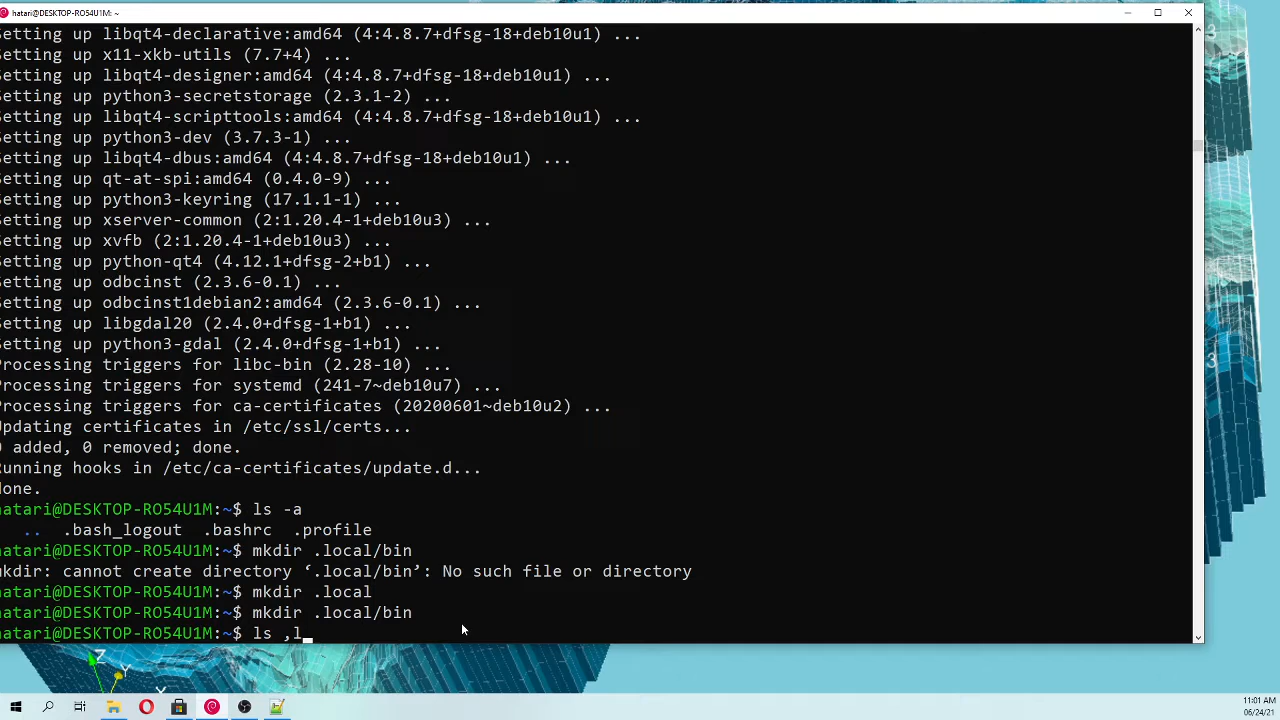 hatari@DESKTOP-RO54U1M: ~
etting up libqt4-declarative:amd64 (4:4.8.7+dfsg-18+deb10u1) ...
etting up x11-xkb-utils (7.7+4) ...
etting up libqt4-designer:amd64 (4:4.8.7+dfsg-18+deb10u1) ...
etting up python3-secretstorage (2.3.1-2) ...
etting up libqt4-scripttools:amd64 (4:4.8.7+dfsg-18+deb10u1) ...
etting up python3-dev (3.7.3-1) ...
etting up libqt4-dbus:amd64 (4:4.8.7+dfsg-18+deb10u1) ...
etting up qt-at-spi:amd64 (0.4.0-9) ...
etting up python3-keyring (17.1.1-1) ...
etting up xserver-common (2:1.20.4-1+deb10u3) ...
etting up xvfb (2:1.20.4-1+deb10u3) ...
etting up python-qt4 (4.12.1+dfsg-2+b1) ...
etting up odbcinst (2.3.6-0.1) ...
etting up odbcinst1debian2:amd64 (2.3.6-0.1) ...
etting up libgdal20 (2.4.0+dfsg-1+b1) ...
etting up python3-gdal (2.4.0+dfsg-1+b1) ...
rocessing triggers for libc-bin (2.28-10) ...
rocessing triggers for systemd (241-7~deb10u7) ...
rocessing triggers for ca-certificates (20200601~deb10u2) ...
pdating certificates in /etc/ssl/certs...
0 added, 0 removed; done.
unning hooks in /etc/ca-certificates/update.d...
done.
hatari@DESKTOP-RO54U1M:~$ ls -a
.. .bash_logout .bashrc .profile
hatari@DESKTOP-RO54U1M:~$ mkdir .local/bin
mkdir: cannot create directory ‘.local/bin’: No such file or directory
hatari@DESKTOP-RO54U1M:~$ mkdir .local
hatari@DESKTOP-RO54U1M:~$ mkdir .local/bin
hatari@DESKTOP-RO54U1M:~$ ls ,l
3
3
Z
Y
X
11:01 AM
06/24/21